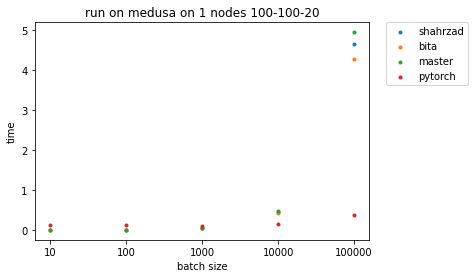 run on medusa on 1 nodes 100-100-20
5
4
3
2
1
0
time
10 100 1000 10000 100000
batch size
shahrzad
bita
master
pytorch